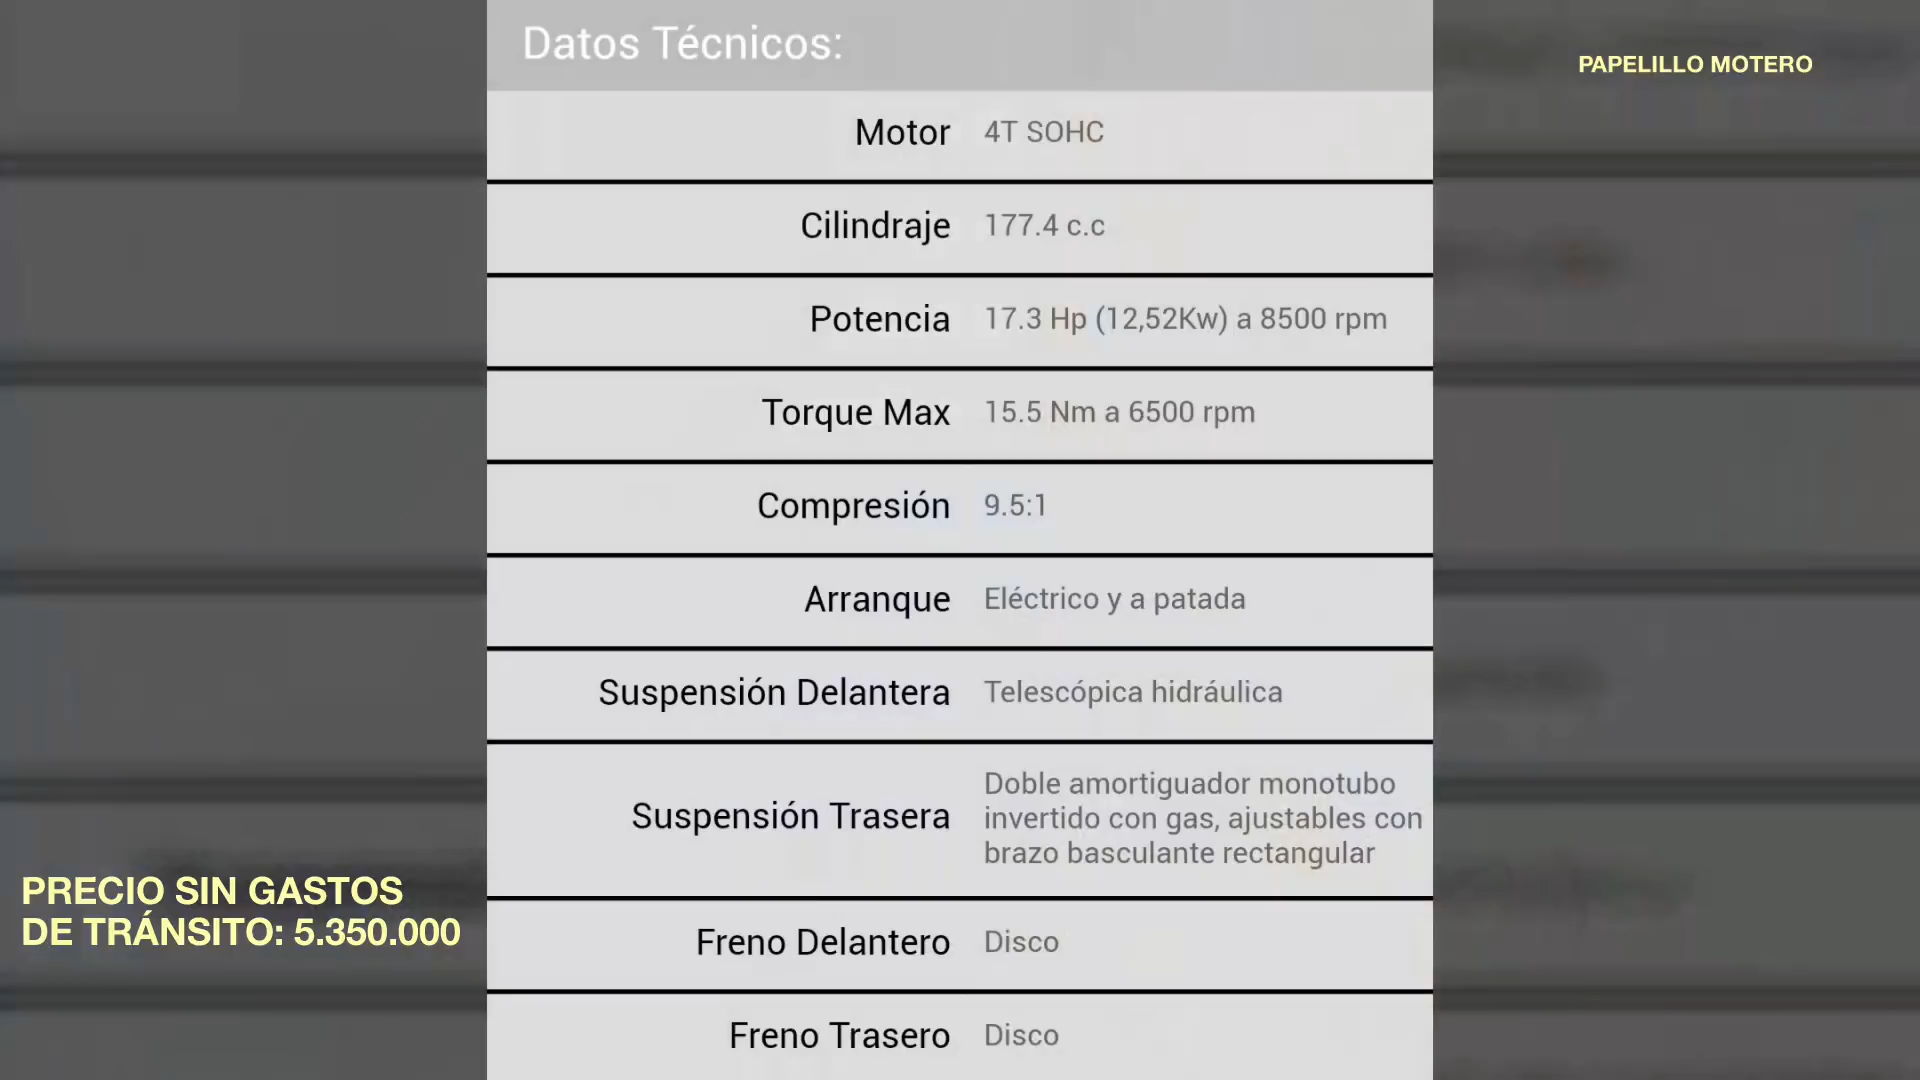 Datos Técnicos:
PAPELILLO MOTERO
Motor 4T SOHC
Cilindraje 177.4 c.c
Potencia 17.3 Hp (12,52Kw) a 8500 rpm
Torque Max 15.5 Nm a 6500 rpm
Compresión 9.5:1
Arranque Eléctrico y a patada
Suspensión Delantera Telescópica hidráulica
Suspensión Trasera Doble amortiguador monotubo
invertido con gas, ajustables con
brazo basculante rectangular
PRECIO SIN GASTOS
DE TRÁNSITO: 5.350.000
Freno Delantero Disco
Freno Trasero Disco